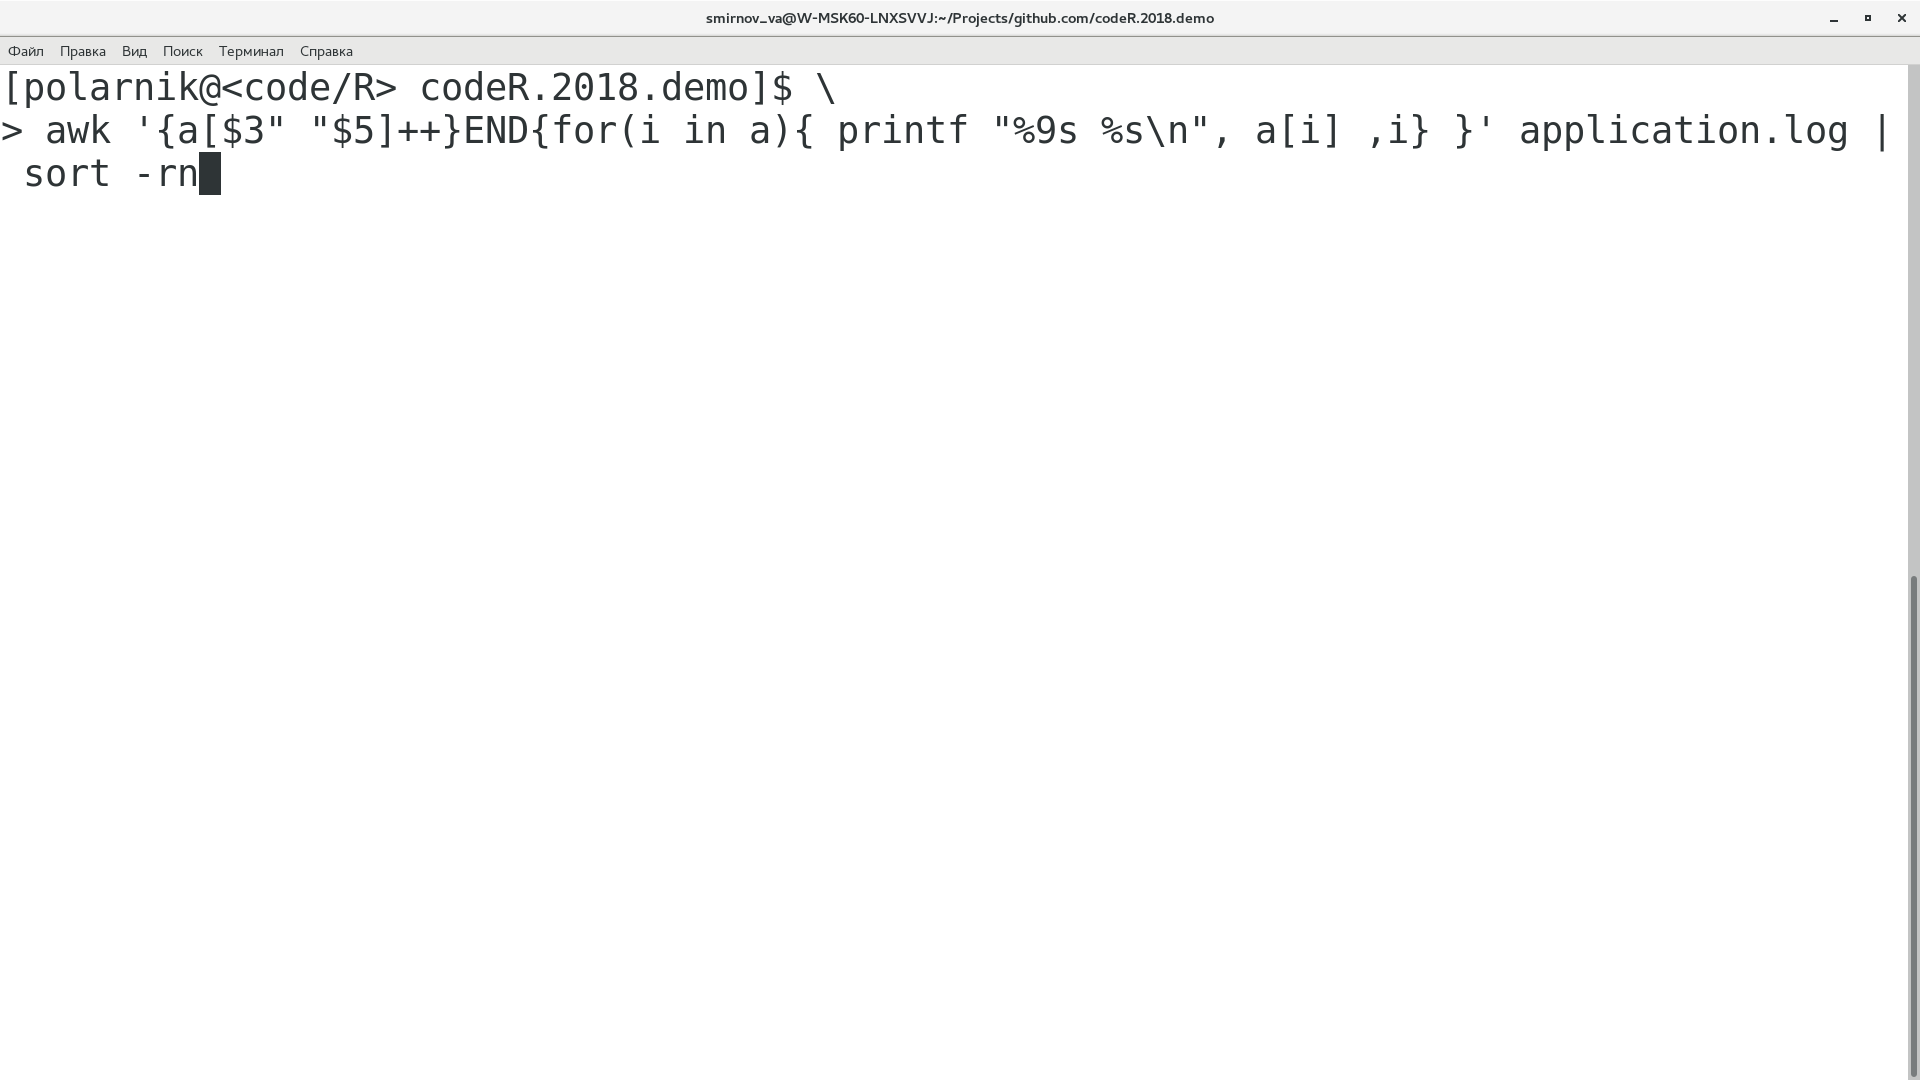 smirnov_va@W-MSK60-LNXSVVJ:~/Projects/github.com/codeR.2018.demo
Файл Правка Вид Поиск Терминал Справка
[polarnik@<code/R> codeR.2018.demo]$ \
> awk '{a[$3" "$5]++}END{for(i in a){ printf "%9s %s\n", a[i] ,i} }' application.log |
 sort -rn